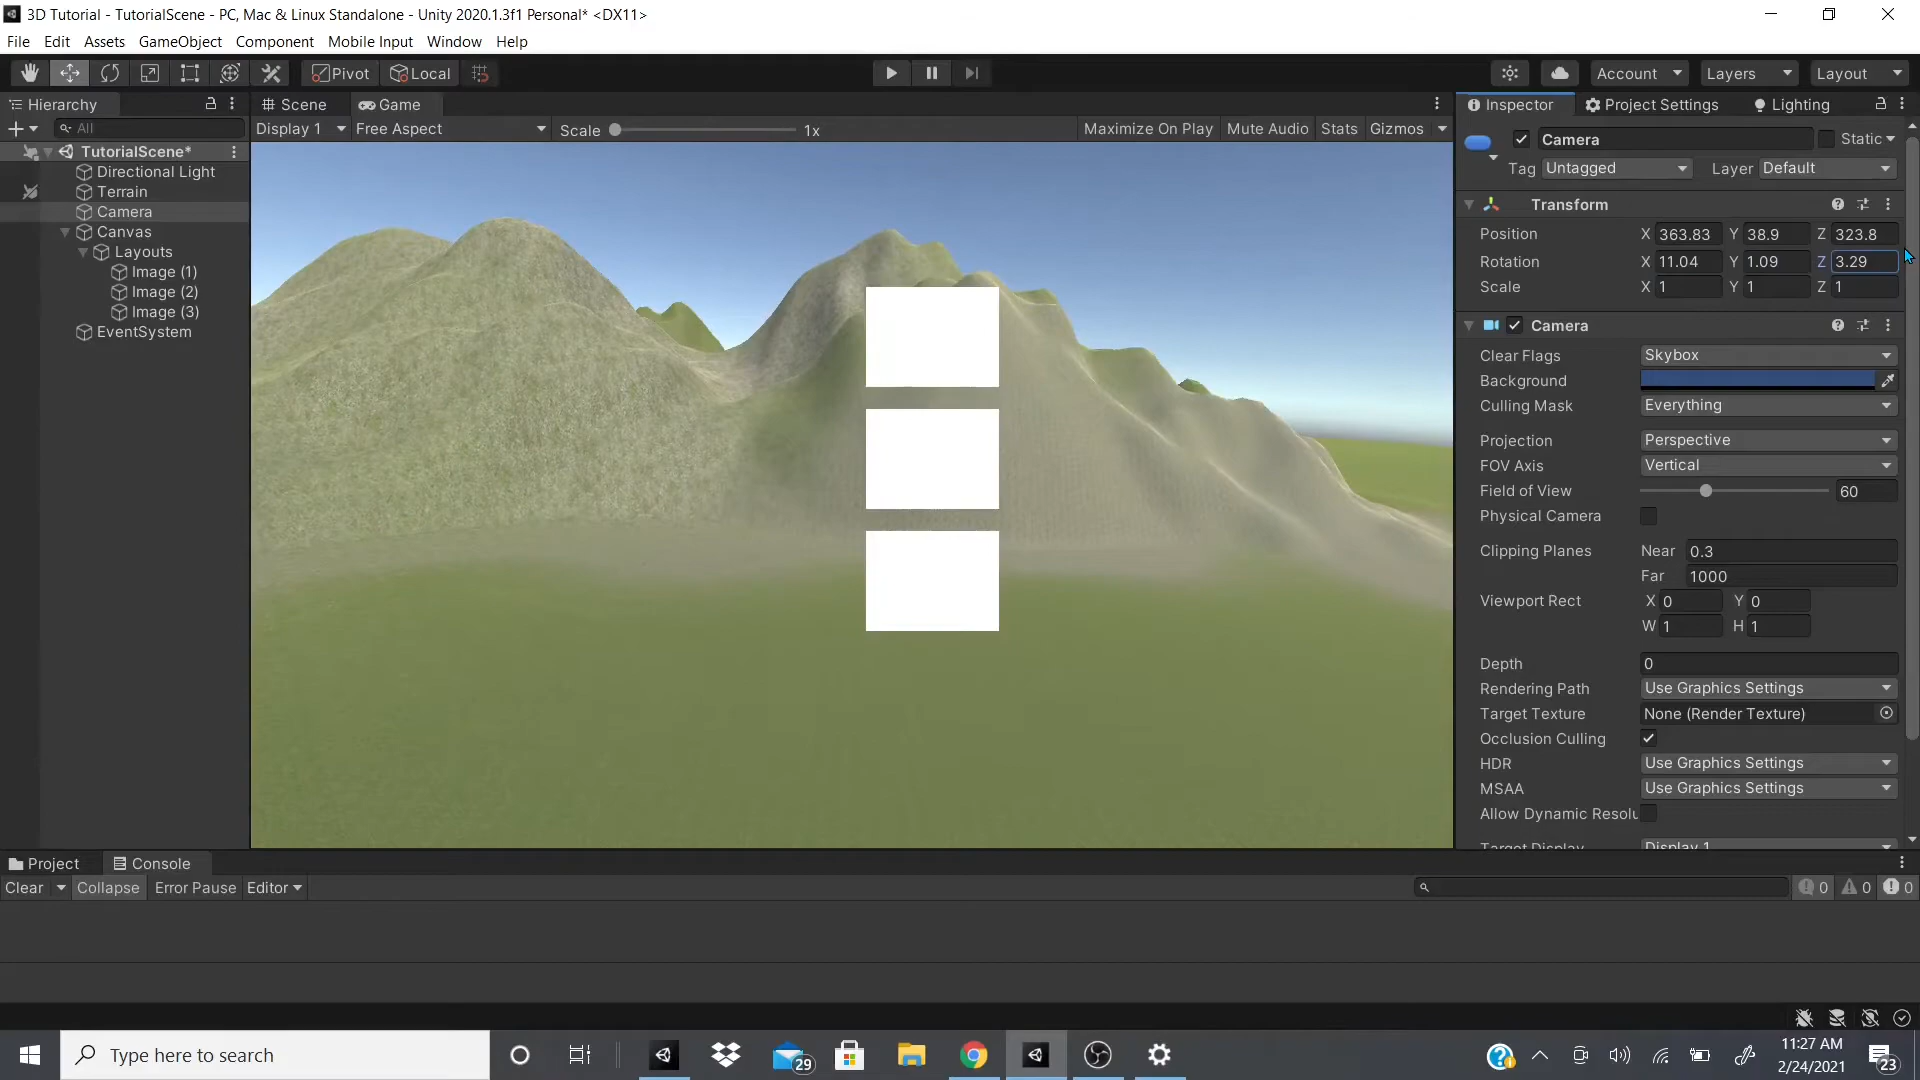 3D Tutorial - TutorialScene - PC, Mac & Linux Standalone - Unity 2020.1.3f1 Personal* <DX11>
File Edit Assets GameObject Component Mobile Input Window Help
Pivot Local Account Layers Layout
Hierarchy Scene Game Inspector Project Settings Lighting
All Display 1 Free Aspect Scale 1x Maximize On Play Mute Audio Stats Gizmos
Camera Static
Tag Untagged Layer Default
TutorialScene*
Directional Light
Terrain
Camera
Canvas
Layouts
Image (1)
Image (2)
Image (3)
EventSystem
Transform
Position X 363.83 Y 38.9 Z 323.8
Rotation X 11.04 Y 1.09 Z 3.29
Scale X 1 Y 1 Z 1
Camera
Clear Flags Skybox
Background
Culling Mask Everything
Projection Perspective
FOV Axis Vertical
Field of View 60
Physical Camera
Clipping Planes Near 0.3
Far 1000
Viewport Rect X 0 Y 0
W 1 H 1
Depth 0
Rendering Path Use Graphics Settings
Target Texture None (Render Texture)
Occlusion Culling
HDR Use Graphics Settings
MSAA Use Graphics Settings
Allow Dynamic Resolu
Target Display Display 1
Project Console
Clear Collapse Error Pause Editor 0 0 0
Type here to search 29 11:27 AM
2/24/2021 23